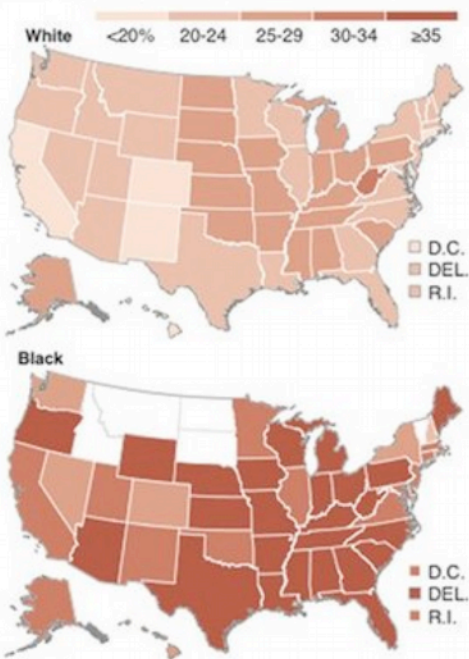 <20% 20-24 25-29 30-34 ≥35
White
D.C.
DEL.
R.I.
Black
D.C.
DEL.
R.I.